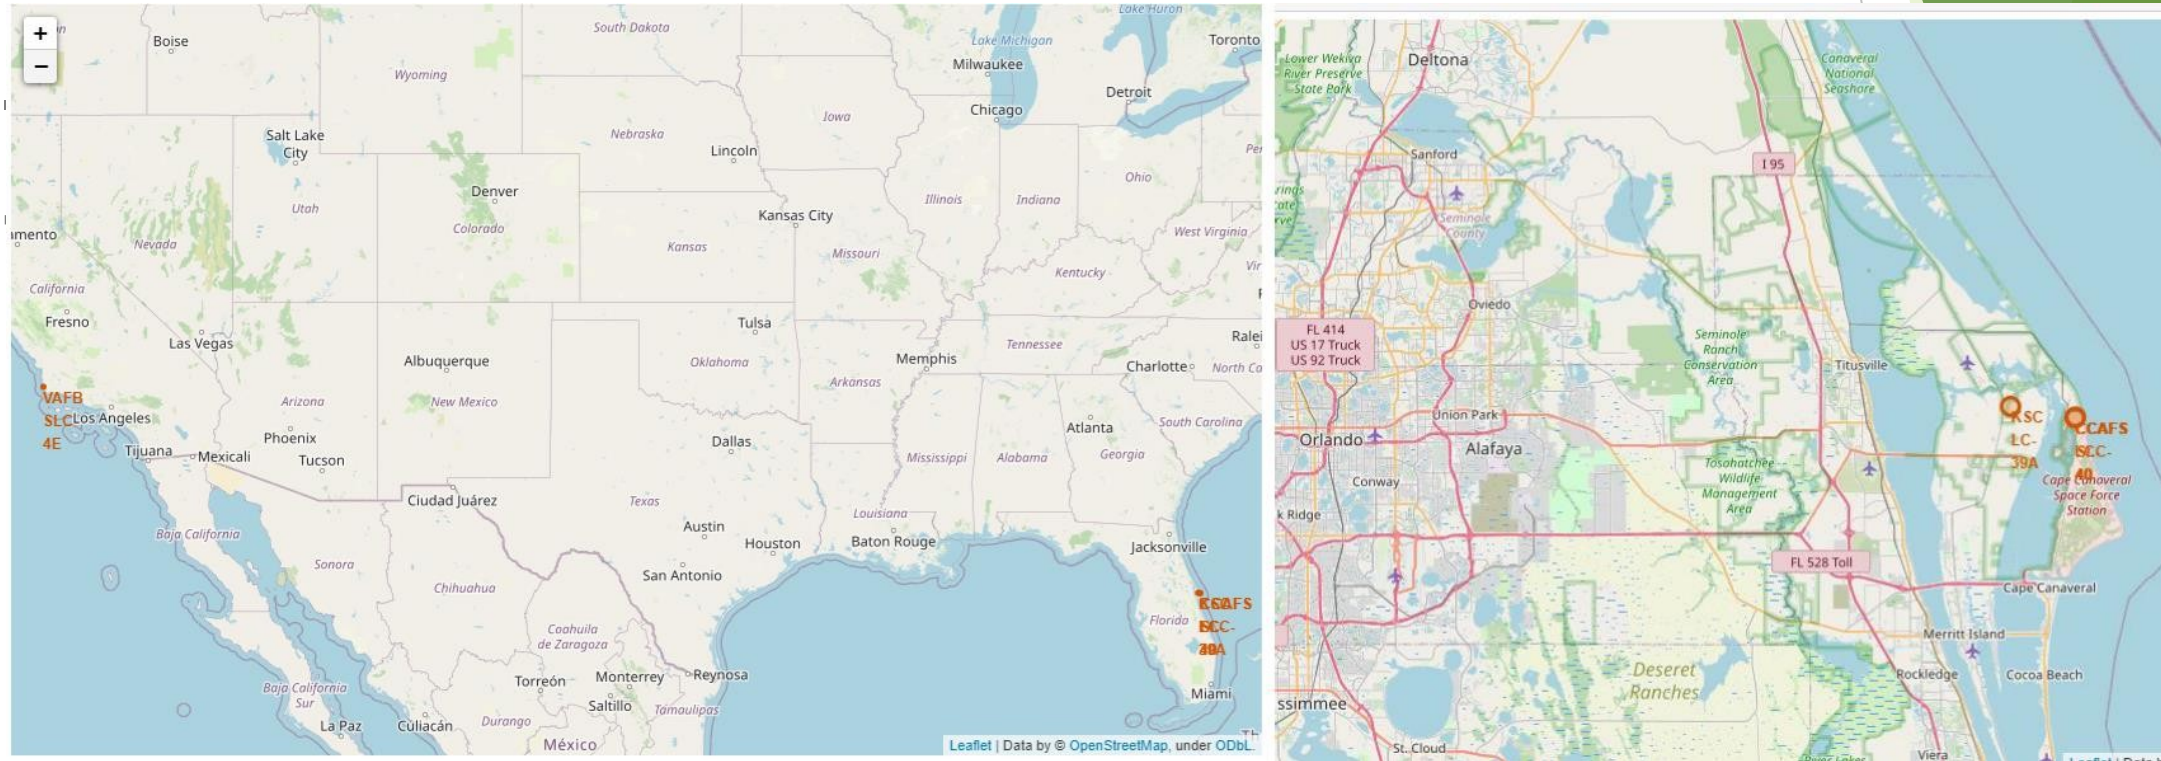 +
−
Boise
South Dakota
Lake Huron
Lake Michigan
Toronto
Wyoming
Milwaukee
Detroit
Chicago
Salt Lake
City
Iowa
Nebraska
Lincoln
Ohio
Denver
Utah
Illinois
Indiana
Kansas City
Colorado
Nevada
Kansas
Missouri
West Virginia
Kentucky
California
Fresno
Tulsa
Las Vegas
Albuquerque
Oklahoma
Tennessee
Memphis
Charlotte
Arkansas
VAFB
SLC-
4E
Los Angeles
Arizona
New Mexico
South Carolina
Phoenix
Atlanta
Dallas
Tijuana
Mexicali
Tucson
Mississippi
Alabama
Georgia
Ciudad Juárez
Texas
Louisiana
Baja California
Austin
Houston
Baton Rouge
Jacksonville
Sonora
Chihuahua
San Antonio
Florida
Coahuila
de Zaragoza
Torreón
Monterrey
Reynosa
Baja California
Sur
Saltillo
Tamaulipas
Miami
La Paz
Culiacán
Durango
México
Leaflet | Data by © OpenStreetMap, under ODbL.
Lower Wekiva
River Preserve
State Park
Deltona
Canaveral
National
Seashore
Sanford
I 95
Seminole
County
Oviedo
FL 414
US 17 Truck
US 92 Truck
Seminole
Ranch
Conservation
Area
Titusville
Union Park
KSC
LC-
39A
CCAFS
SLC-
40
Orlando
Alafaya
Tosohatchee
Wildlife
Management
Area
Conway
Cape Canaveral
Space Force
Station
k Ridge
FL 528 Toll
Cape Canaveral
Merritt Island
Deseret
Ranches
Rockledge
Cocoa Beach
ssimmee
St. Cloud
Viera